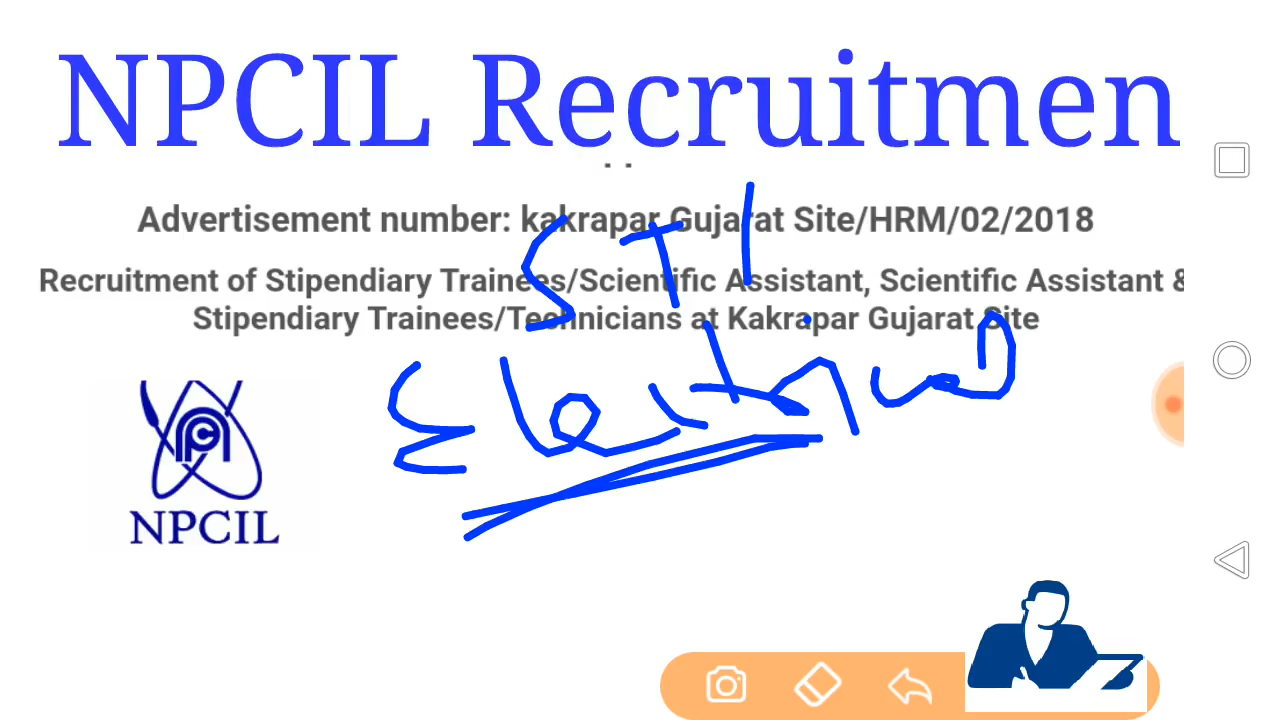 NPCIL Recruitmen
Advertisement number: kakrapar Gujarat Site/HRM/02/2018
Recruitment of Stipendiary Trainees/Scientific Assistant, Scientific Assistant &
Stipendiary Trainees/Technicians at Kakrapar Gujarat Site
ST I
Electrical
NPCIL